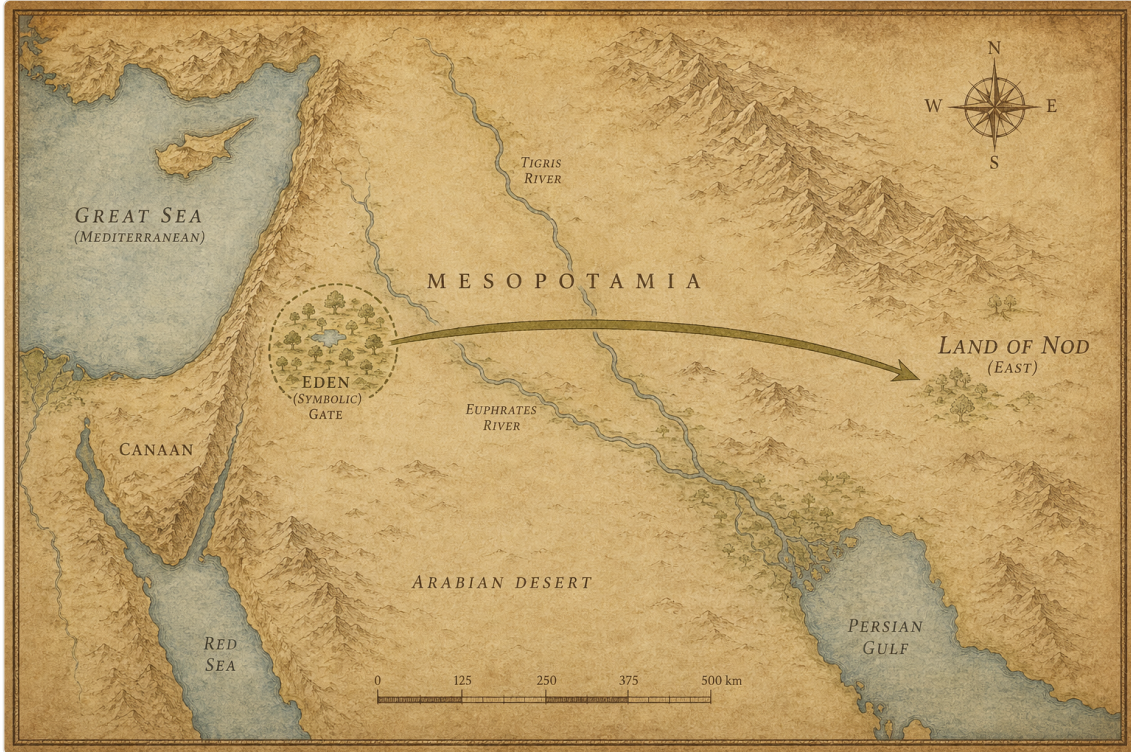 N
W E
S
TIGRIS
RIVER
GREAT SEA
(MEDITERRANEAN)
MESOPOTAMIA
LAND OF NOD
(EAST)
EDEN
(SYMBOLIC)
GATE
EUPHRATES
RIVER
CANAAN
ARABIAN DESERT
RED
SEA
PERSIAN
GULF
0 125 250 375 500 km